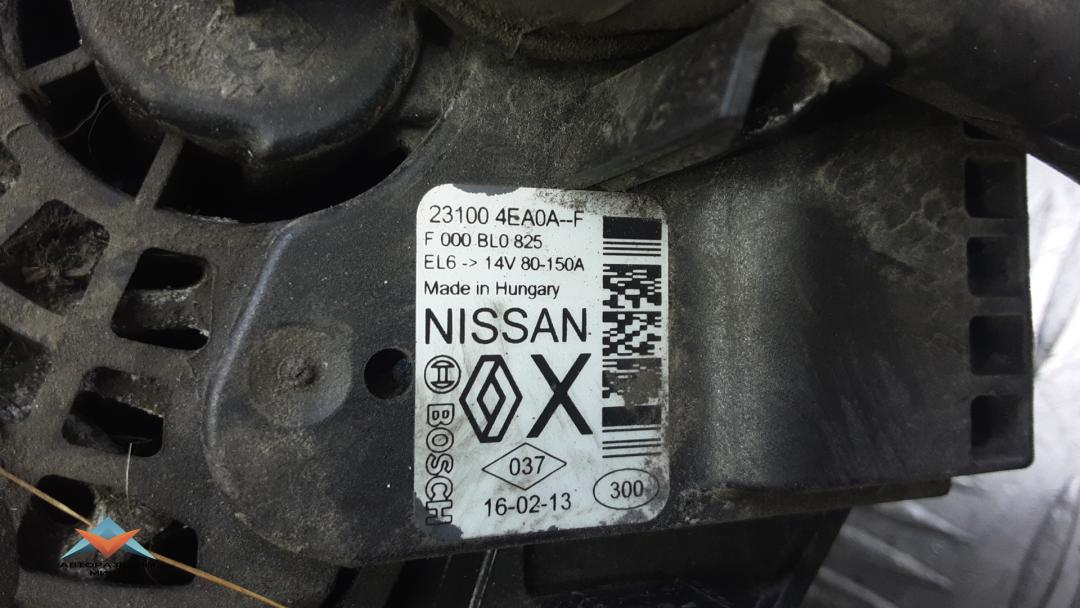 23100 4EA0A--F
F 000 BL0 825
EL6 -> 14V 80-150A
Made in Hungary
NISSAN
BOSCH
X
037
16-02-13
300
АВТОРАЗБОРЫ